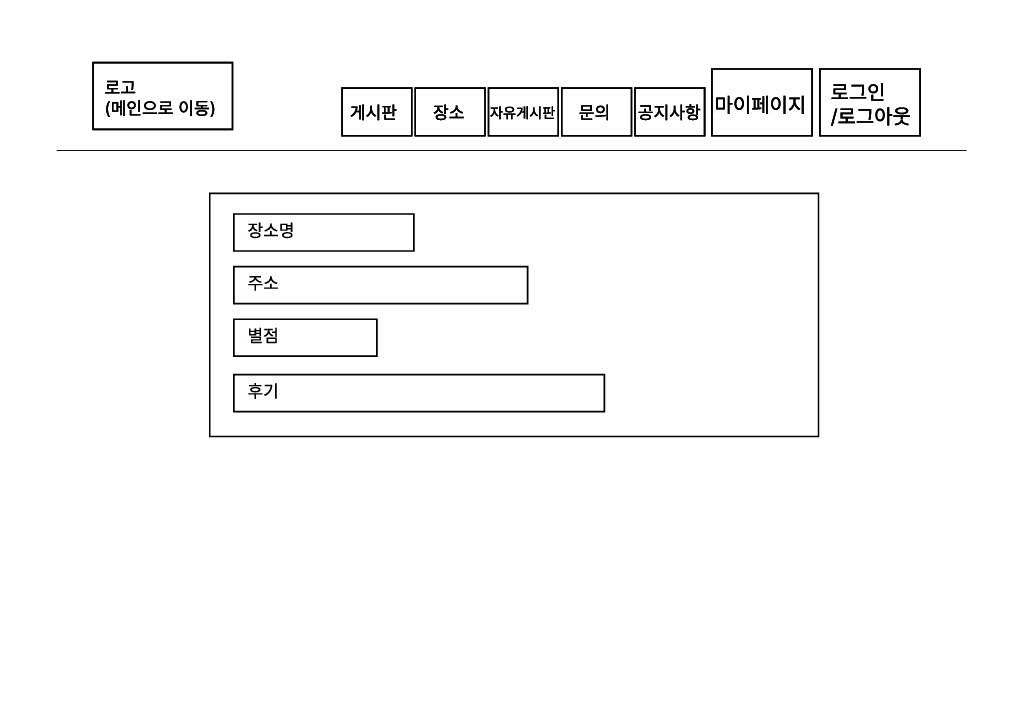 로고
(메인으로 이동)
게시판
장소
자유게시판
문의
공지사항
마이페이지
로그인
/로그아웃
장소명
주소
별점
후기